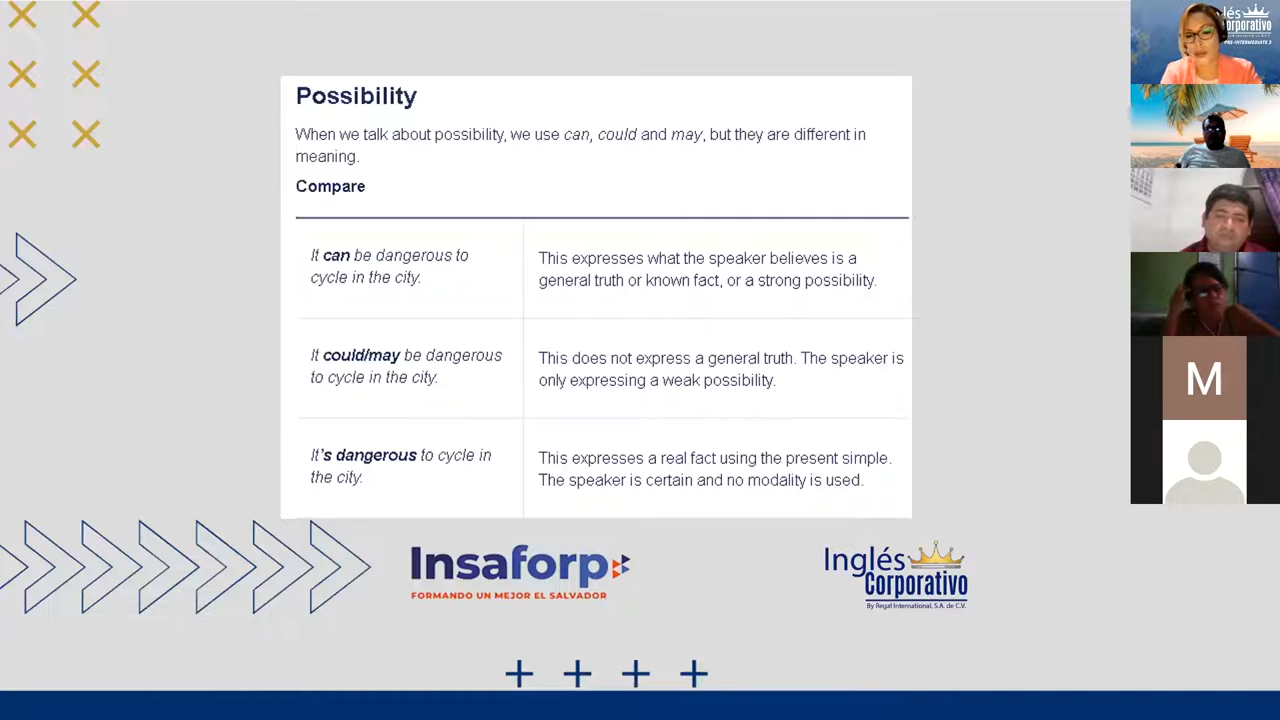 Possibility
When we talk about possibility, we use can, could and may, but they are different in
meaning.
Compare
It can be dangerous to
cycle in the city.
This expresses what the speaker believes is a
general truth or known fact, or a strong possibility.
It could/may be dangerous
to cycle in the city.
This does not express a general truth. The speaker is
only expressing a weak possibility.
It's dangerous to cycle in
the city.
This expresses a real fact using the present simple.
The speaker is certain and no modality is used.
Insaforp
FORMANDO UN MEJOR EL SALVADOR
Inglés
Corporativo
By Regal International, S.A. de C.V.
lés
orporativo
PRE-INTERMEDIATE 2
M